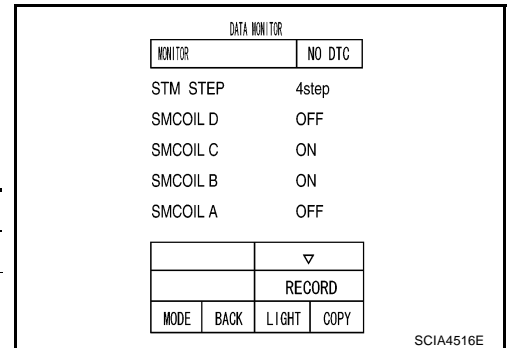 DATA MONITOR
MONITOR NO DTC
STM STEP 4step
SMCOIL D OFF
SMCOIL C ON
SMCOIL B ON
SMCOIL A OFF
▽
RECORD
MODE BACK LIGHT COPY
SCIA4516E